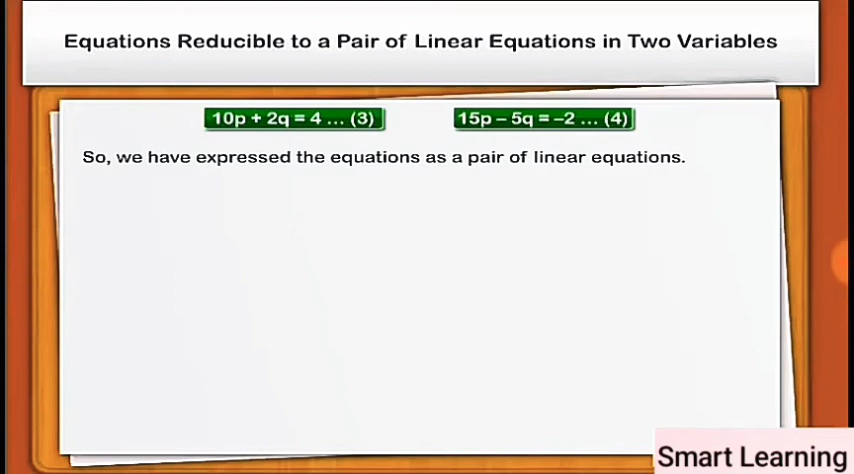 Equations Reducible to a Pair of Linear Equations in Two Variables
10p + 2q = 4 ... (3) 15p – 5q = –2 ... (4)
So, we have expressed the equations as a pair of linear equations.
Smart Learning